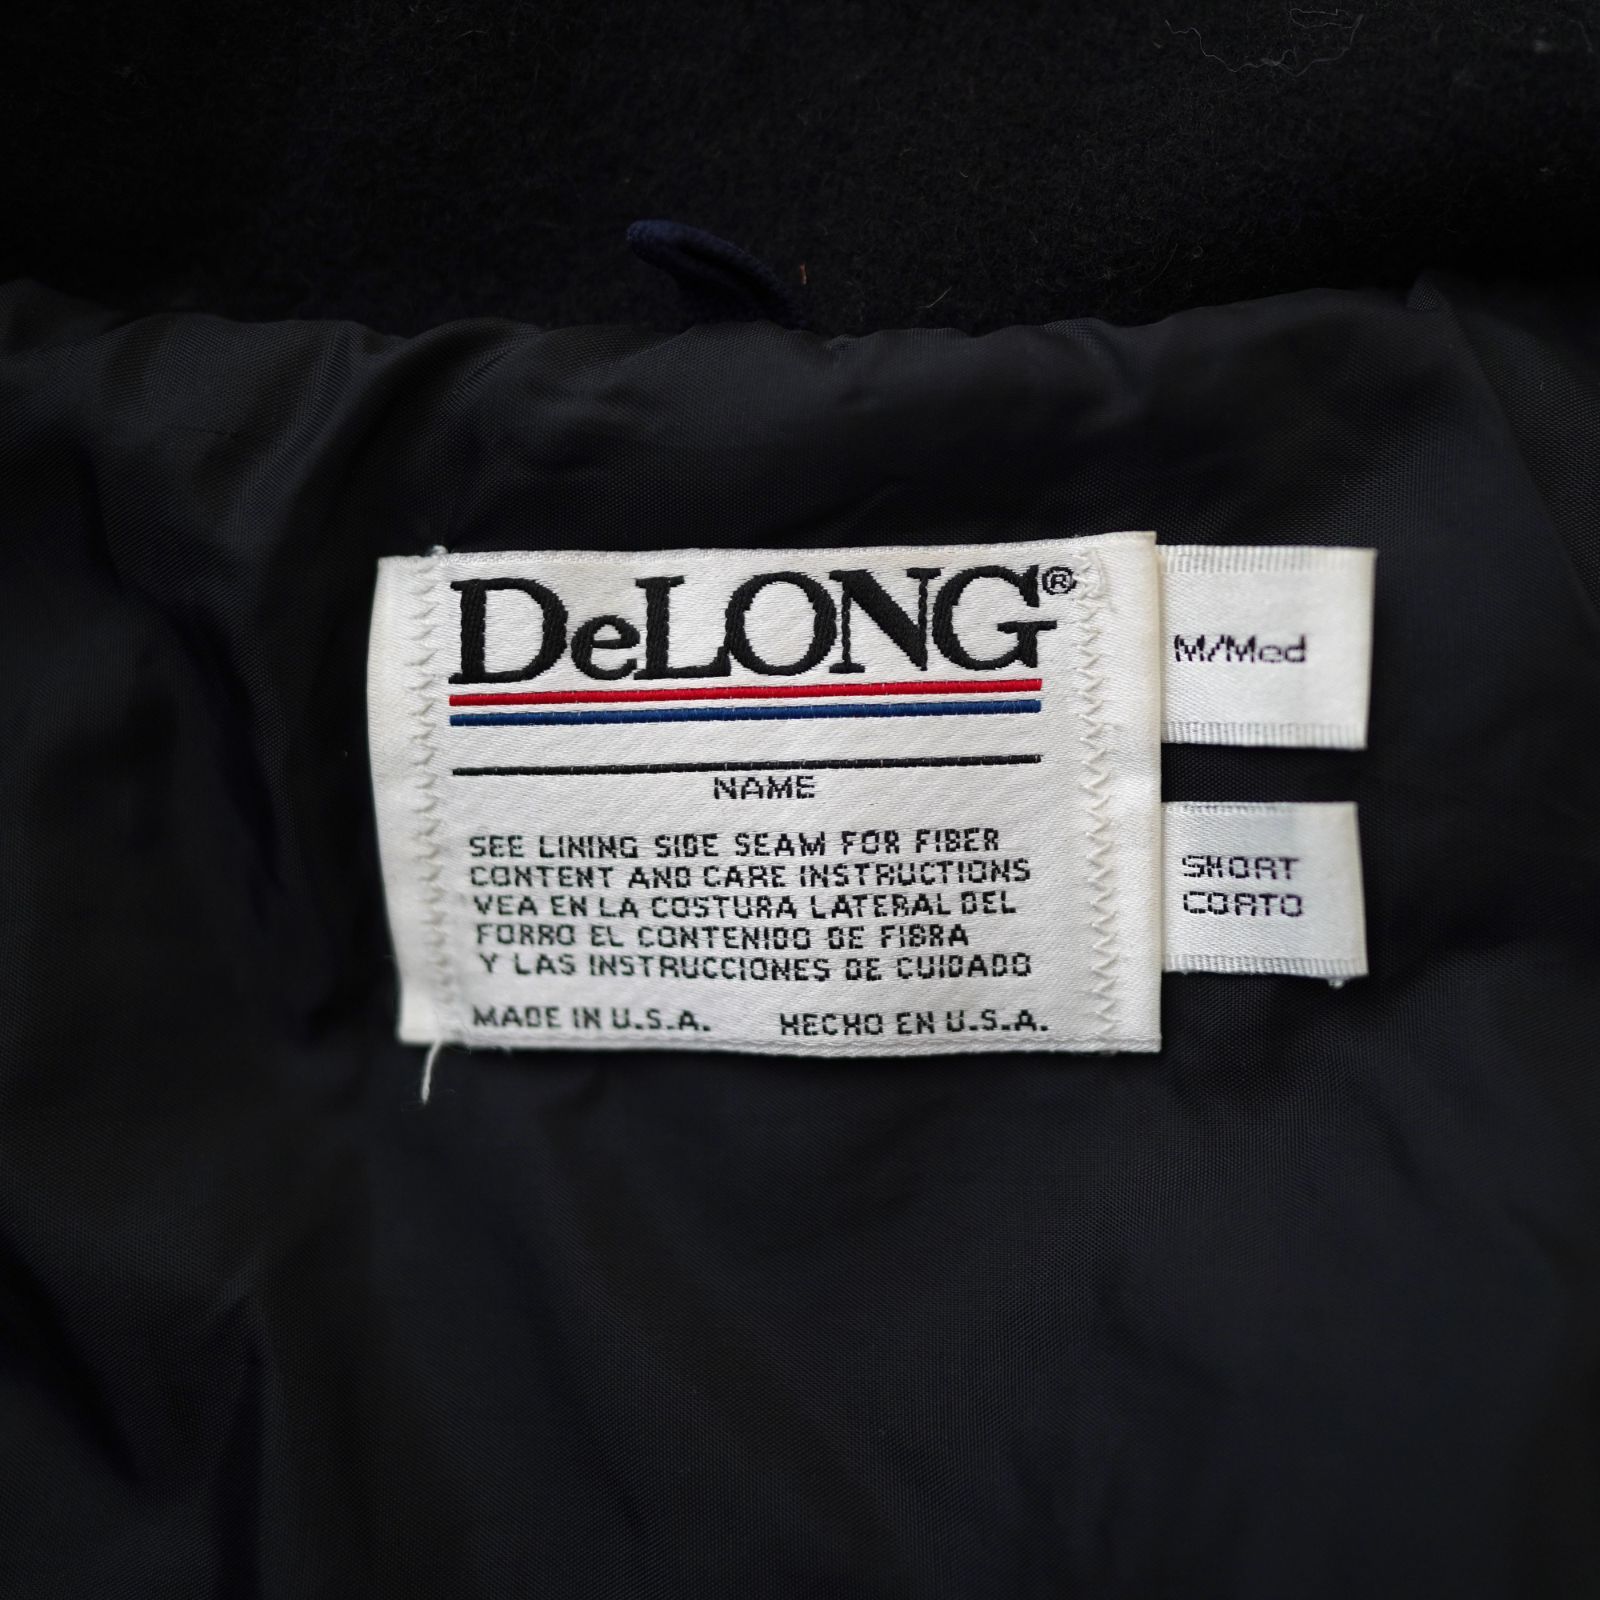 DeLONG®
NAME
SEE LINING SIDE SEAM FOR FIBER
CONTENT AND CARE INSTRUCTIONS
VEA EN LA COSTURA LATERAL DEL
FORRO EL CONTENIDO DE FIBRA
Y LAS INSTRUCCIONES DE CUIDADO
MADE IN U.S.A. HECHO EN U.S.A.
M/Med
SHORT
CORTO